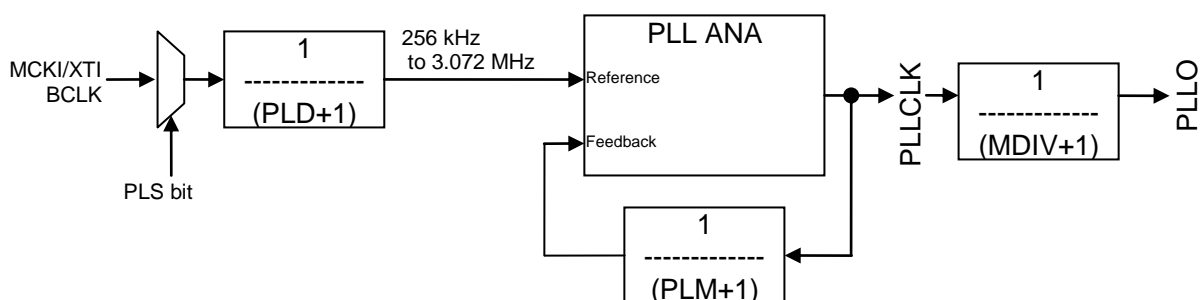 MCKI/XTI
BCLK
PLS bit
1
------------
(PLD+1)
256 kHz
to 3.072 MHz
PLL ANA
Reference
Feedback
1
------------
(PLM+1)
PLLCLK
1
------------
(MDIV+1)
PLLO